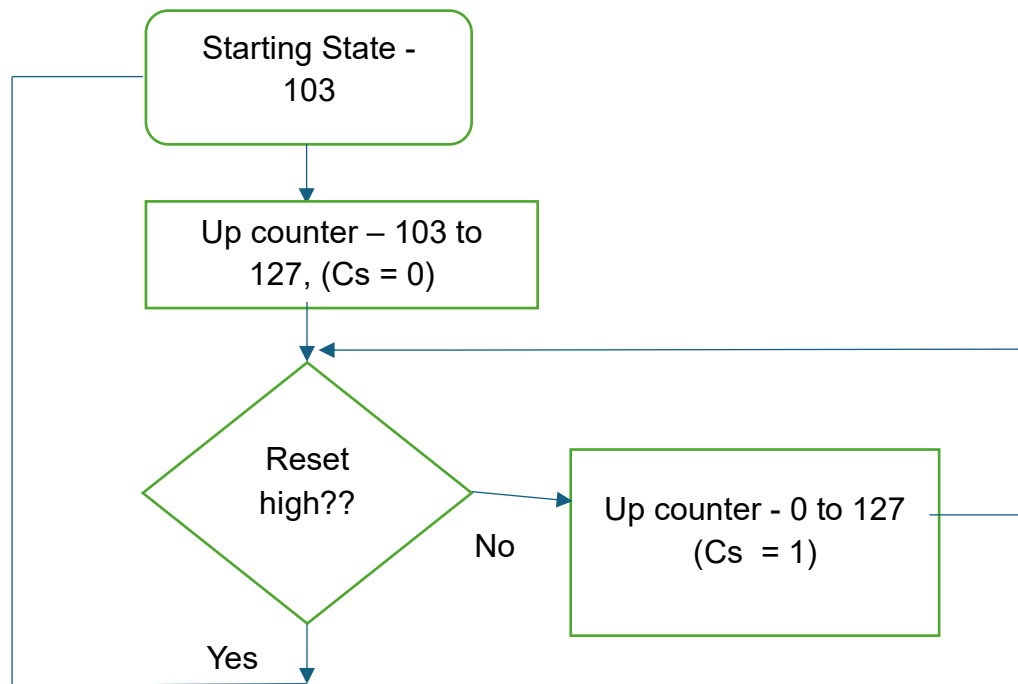 Starting State -
103
Up counter – 103 to
127, (Cs = 0)
Reset
high??
No
Up counter - 0 to 127
(Cs  = 1)
Yes